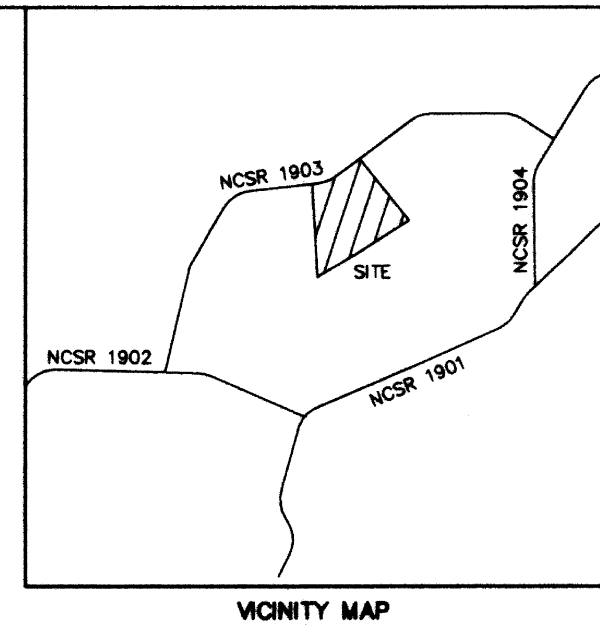 NCSR 1903
NCSR 1904
SITE
NCSR 1902
NCSR 1901
VICINITY MAP